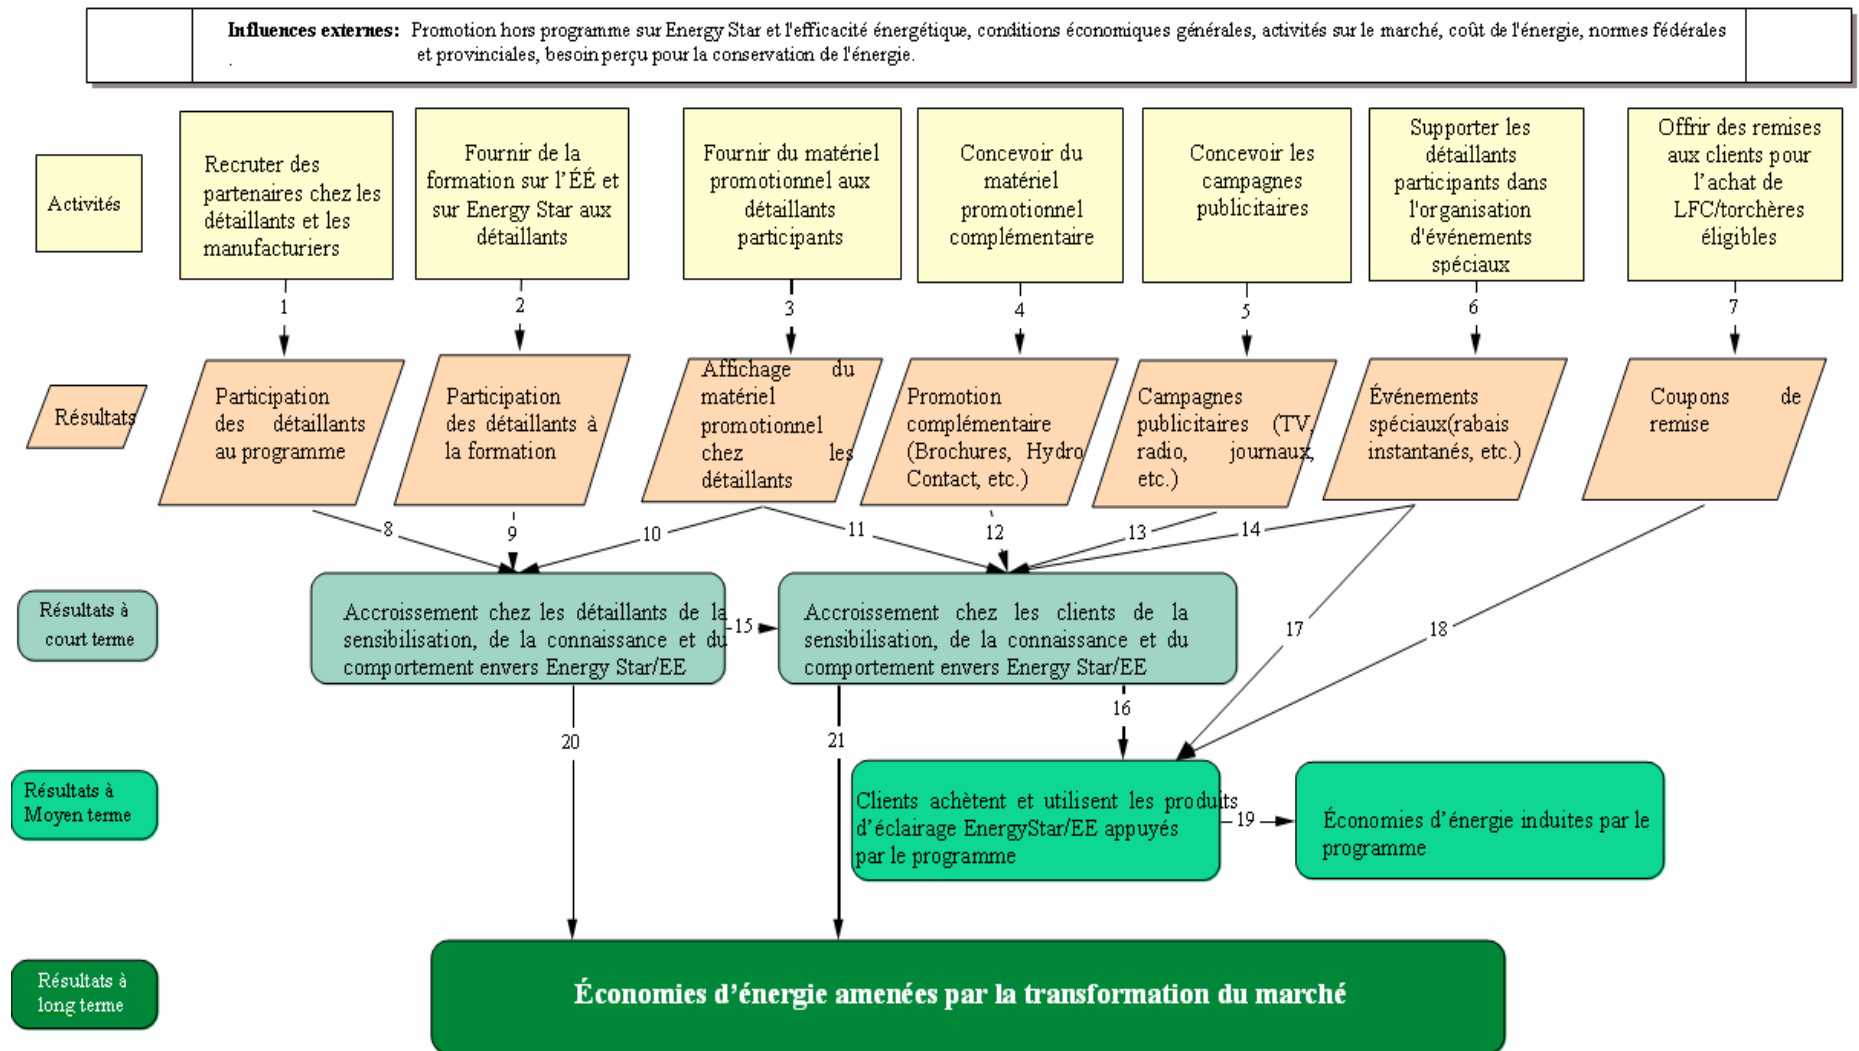 Influences externes: Promotion hors programme sur Energy Star et l'efficacité énergétique, conditions économiques générales, activités sur le marché, coût de l'énergie, normes fédérales
. et provinciales, besoin perçu pour la conservation de l'énergie.
Activités
Recruter des
partenaires chez les
détaillants et les
manufacturiers
Fournir de la
formation sur l'ÉÉ et
sur Energy Star aux
détaillants
Fournir du matériel
promotionnel aux
détaillants
participants
Concevoir du
matériel
promotionnel
complémentaire
Concevoir les
campagnes
publicitaires
Supporter les
détaillants
participants dans
l'organisation
d'événements
spéciaux
Offrir des remises
aux clients pour
l'achat de
LFC/torchères
éligibles
1
2
3
4
5
6
7
Résultats
Participation
des détaillants
au programme
Participation
des détaillants à
la formation
Affichage du
matériel
promotionnel
chez les
détaillants
Promotion
complémentaire
(Brochures, Hydro
Contact, etc.)
Campagnes
publicitaires (TV,
radio, journaux,
etc.)
Événements
spéciaux(rabais
instantanés, etc.)
Coupons de
remise
8
9
10
11
12
13
14
Résultats à
court terme
Accroissement chez les détaillants de la
sensibilisation, de la connaissance et du
comportement envers Energy Star/EE
15
Accroissement chez les clients de la
sensibilisation, de la connaissance et du
comportement envers Energy Star/EE
17
18
16
20
21
Résultats à
Moyen terme
Clients achètent et utilisent les produits
d'éclairage EnergyStar/EE appuyés
par le programme
19
Économies d'énergie induites par le
programme
Résultats à
long terme
Économies d'énergie amenées par la transformation du marché